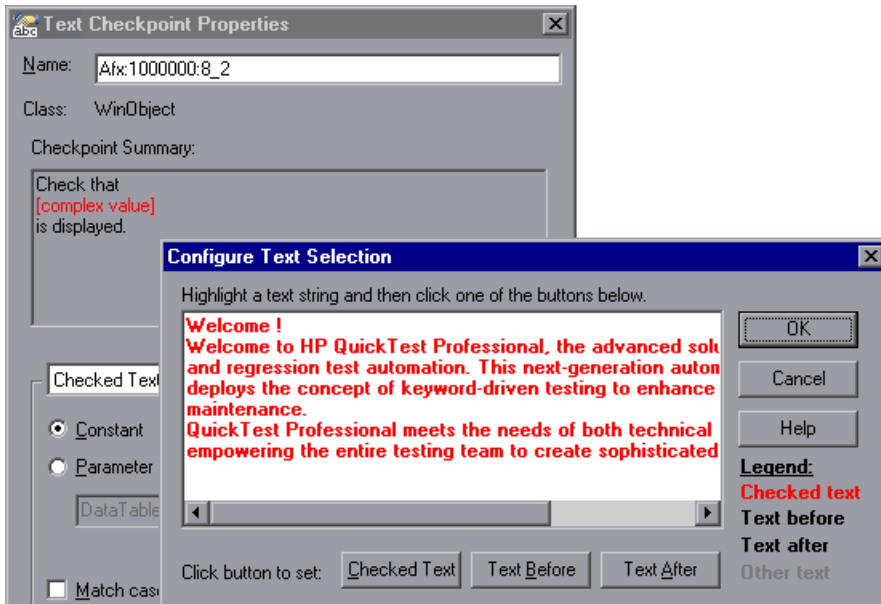 Text Checkpoint Properties
Name:
Afx:1000000:8_2
Class: WinObject
Checkpoint Summary:
Check that
[complex value]
is displayed.
Configure Text Selection
Highlight a text string and then click one of the buttons below.
Welcome !
Welcome to HP QuickTest Professional, the advanced solu
and regression test automation. This next-generation autom
deploys the concept of keyword-driven testing to enhance
maintenance.
QuickTest Professional meets the needs of both technical
empowering the entire testing team to create sophisticated
OK
Cancel
Help
Legend:
Checked text
Text before
Text after
Other text
Checked Tex
Constant
Parameter
DataTable
Match cas
Click button to set: Checked Text Text Before Text After